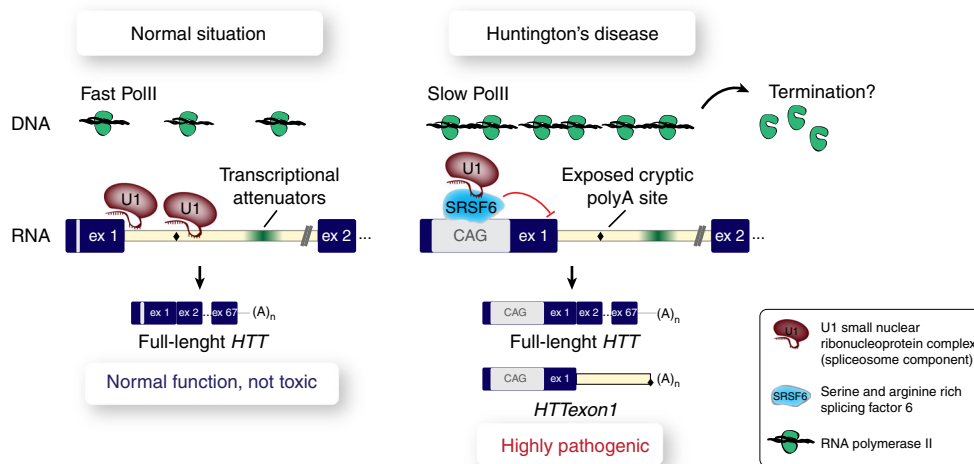 Normal situation
Huntington's disease
Fast PolII
Slow PolII
Termination?
DNA
U1
U1
Transcriptional
attenuators
U1
SRSF6
Exposed cryptic
polyA site
RNA
ex 1
ex 2
...
CAG
ex 1
ex 2
...
ex 1
ex 2
...
ex 67
(A)n
Full-lenght HTT
Normal function, not toxic
CAG
ex 1
ex 2
...
ex 67
(A)n
Full-lenght HTT
CAG
ex 1
(A)n
HTTexon1
Highly pathogenic
U1
U1 small nuclear
ribonucleoprotein complex
(spliceosome component)
SRSF6
Serine and arginine rich
splicing factor 6
RNA polymerase II